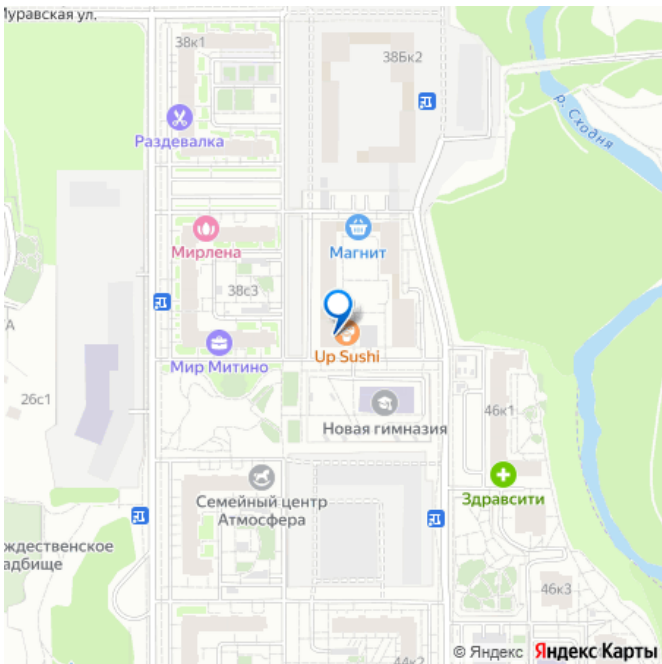 Муравская ул.
38к1
38Бк2
р. Сходня
Раздевалка
Мирлена
Магнит
38с3
Up Sushi
Мир Митино
26с1
А
46к1
Новая гимназия
Здравсити
Семейный центр
Атмосфера
ждественское
адбище
46к3
44к2
© Яндекс Яндекс Карты